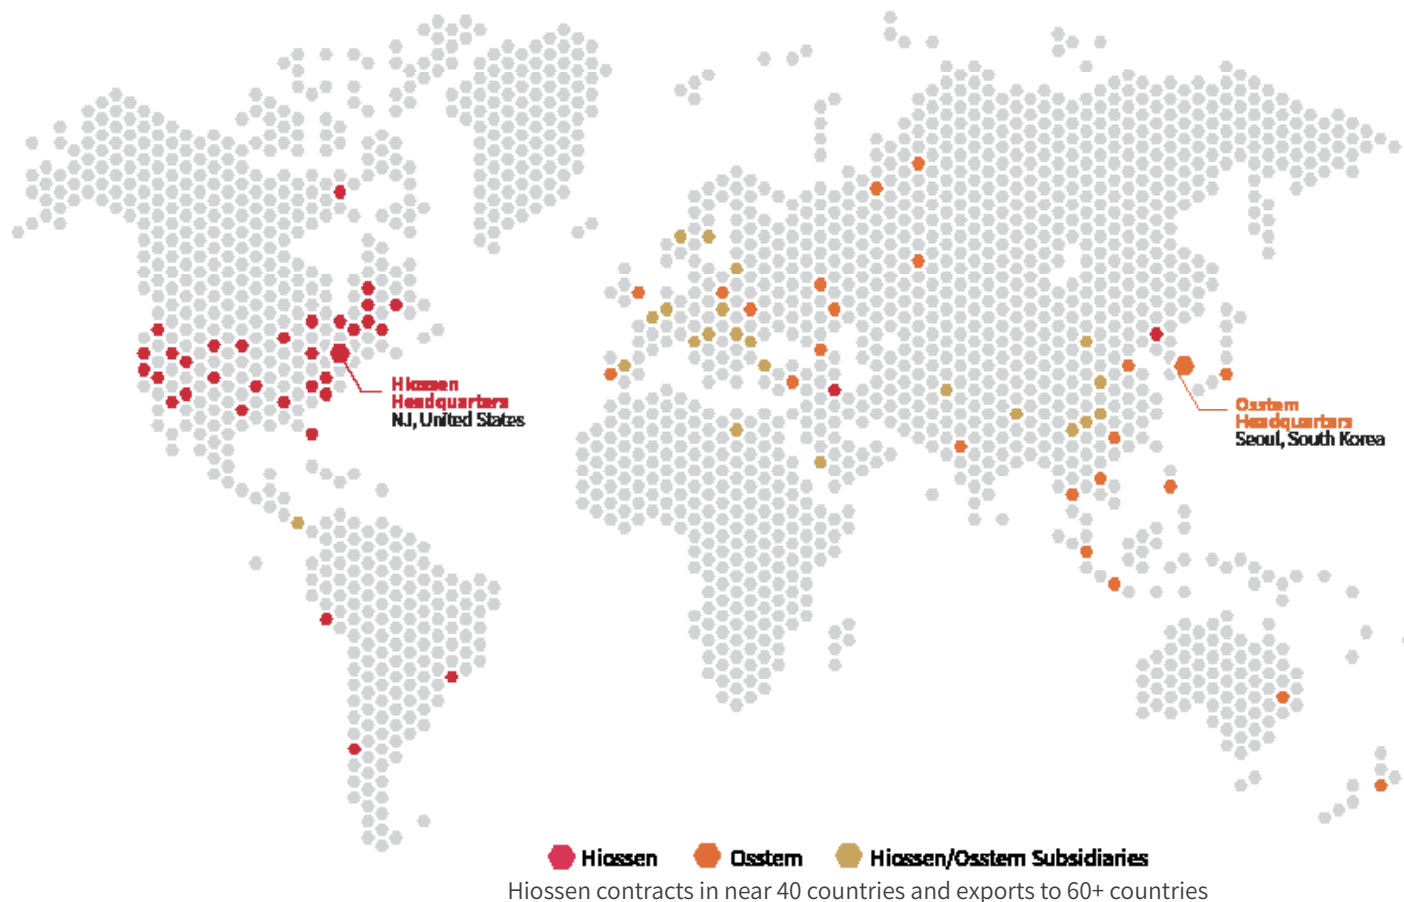 Hiossen
Headquarters
NJ, United States
Osstem
Headquarters
Seoul, South Korea
Hiossen
Osstem
Hiossen/Osstem Subsidiaries
Hiossen contracts in near 40 countries and exports to 60+ countries